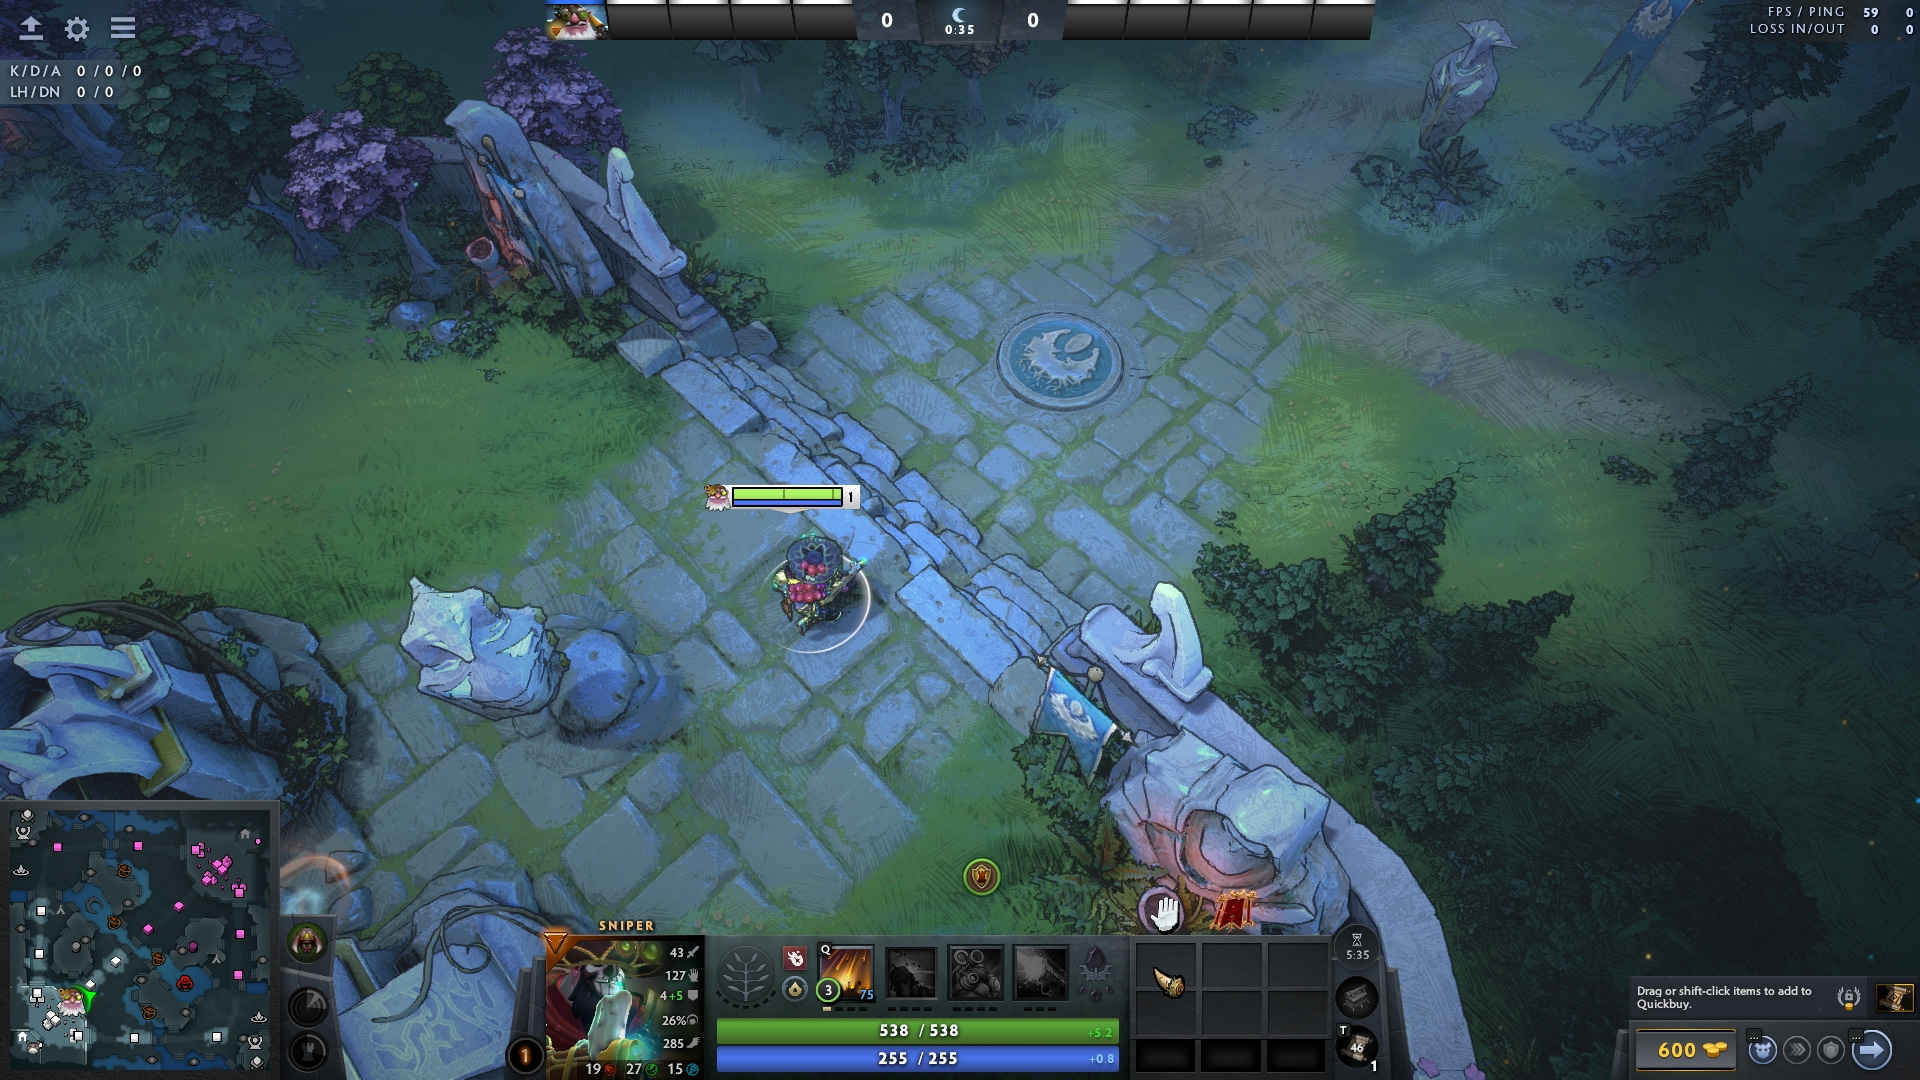 0
0:35
0
FPS / PING 59 0
LOSS IN/OUT 0 0
K/D/A 0 / 0 / 0
LH/DN 0 / 0
1
SNIPER
43
127
4 +5
26%
285
19 27 15
1
Q
3
75
538 / 538
+5.2
255 / 255
+0.8
5:35
T
46
1
Drag or shift-click items to add to
Quickbuy.
600